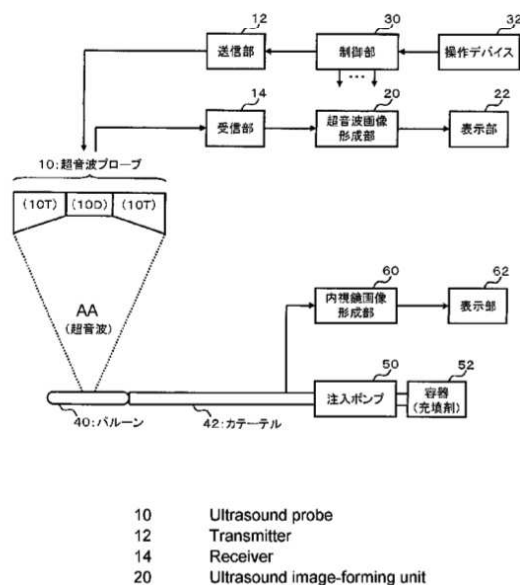 12
30
32
送信部
制御部
操作デバイス
14
20
22
受信部
超音波画像
形成部
表示部
10:超音波プローブ
(10T)
(10D)
(10T)
AA
(超音波)
60
62
内視鏡画像
形成部
表示部
50
52
注入ポンプ
容器
(充填剤)
40:バルーン
42:カテーテル
10 Ultrasound probe
12 Transmitter
14 Receiver
20 Ultrasound image-forming unit